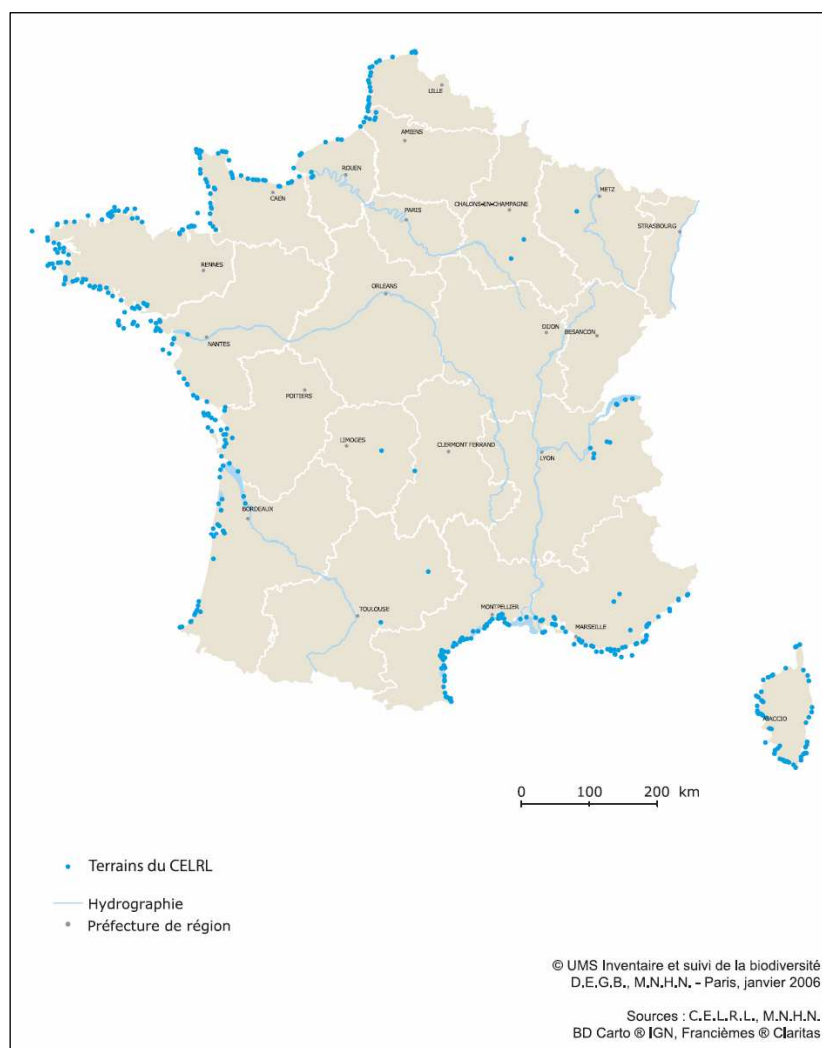 LILLE
AMIENS
ROUEN
CAEN
METZ
CHALONS-EN-CHAMPAGNE
PARIS
STRASBOURG
RENNES
ORLEANS
DIJON
BESANCON
NANTES
POITIERS
LIMOGES
CLERMONT FERRAND
LYON
BORDEAUX
TOULOUSE
MONTPELLIER
MARSEILLE
AJACCIO
0 100 200 km
Terrains du CELRL
Hydrographie
Préfecture de région
© UMS Inventaire et suivi de la biodiversité
D.E.G.B., M.N.H.N. - Paris, janvier 2006
Sources : C.E.L.R.L., M.N.H.N.
BD Carto ® IGN, Francièmes ® Claritas